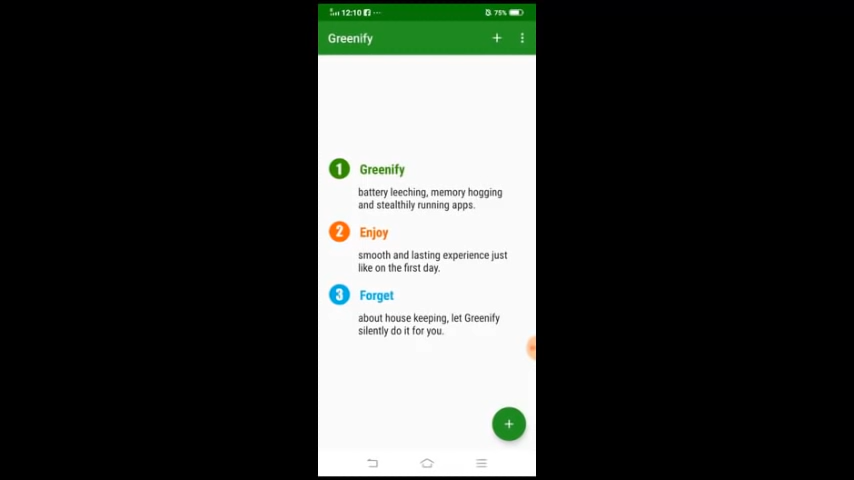 12:10 75%
Greenify
1 Greenify
battery leeching, memory hogging
and stealthily running apps.
2 Enjoy
smooth and lasting experience just
like on the first day.
3 Forget
about house keeping, let Greenify
silently do it for you.